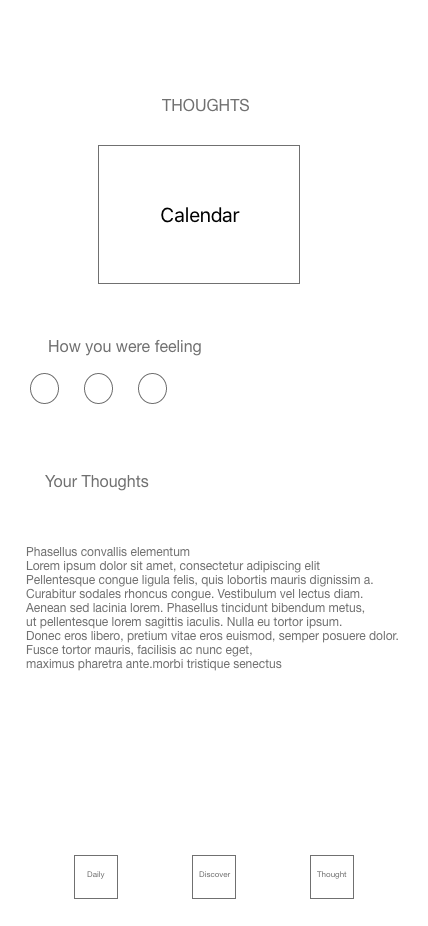 THOUGHTS
Calendar
How you were feeling
Your Thoughts
Phasellus convallis elementum
Lorem ipsum dolor sit amet, consectetur adipiscing elit
Pellentesque congue ligula felis, quis lobortis mauris dignissim a.
Curabitur sodales rhoncus congue. Vestibulum vel lectus diam.
Aenean sed lacinia lorem. Phasellus tincidunt bibendum metus,
ut pellentesque lorem sagittis iaculis. Nulla eu tortor ipsum.
Donec eros libero, pretium vitae eros euismod, semper posuere dolor.
Fusce tortor mauris, facilisis ac nunc eget,
maximus pharetra ante.morbi tristique senectus
Daily
Discover
Thought